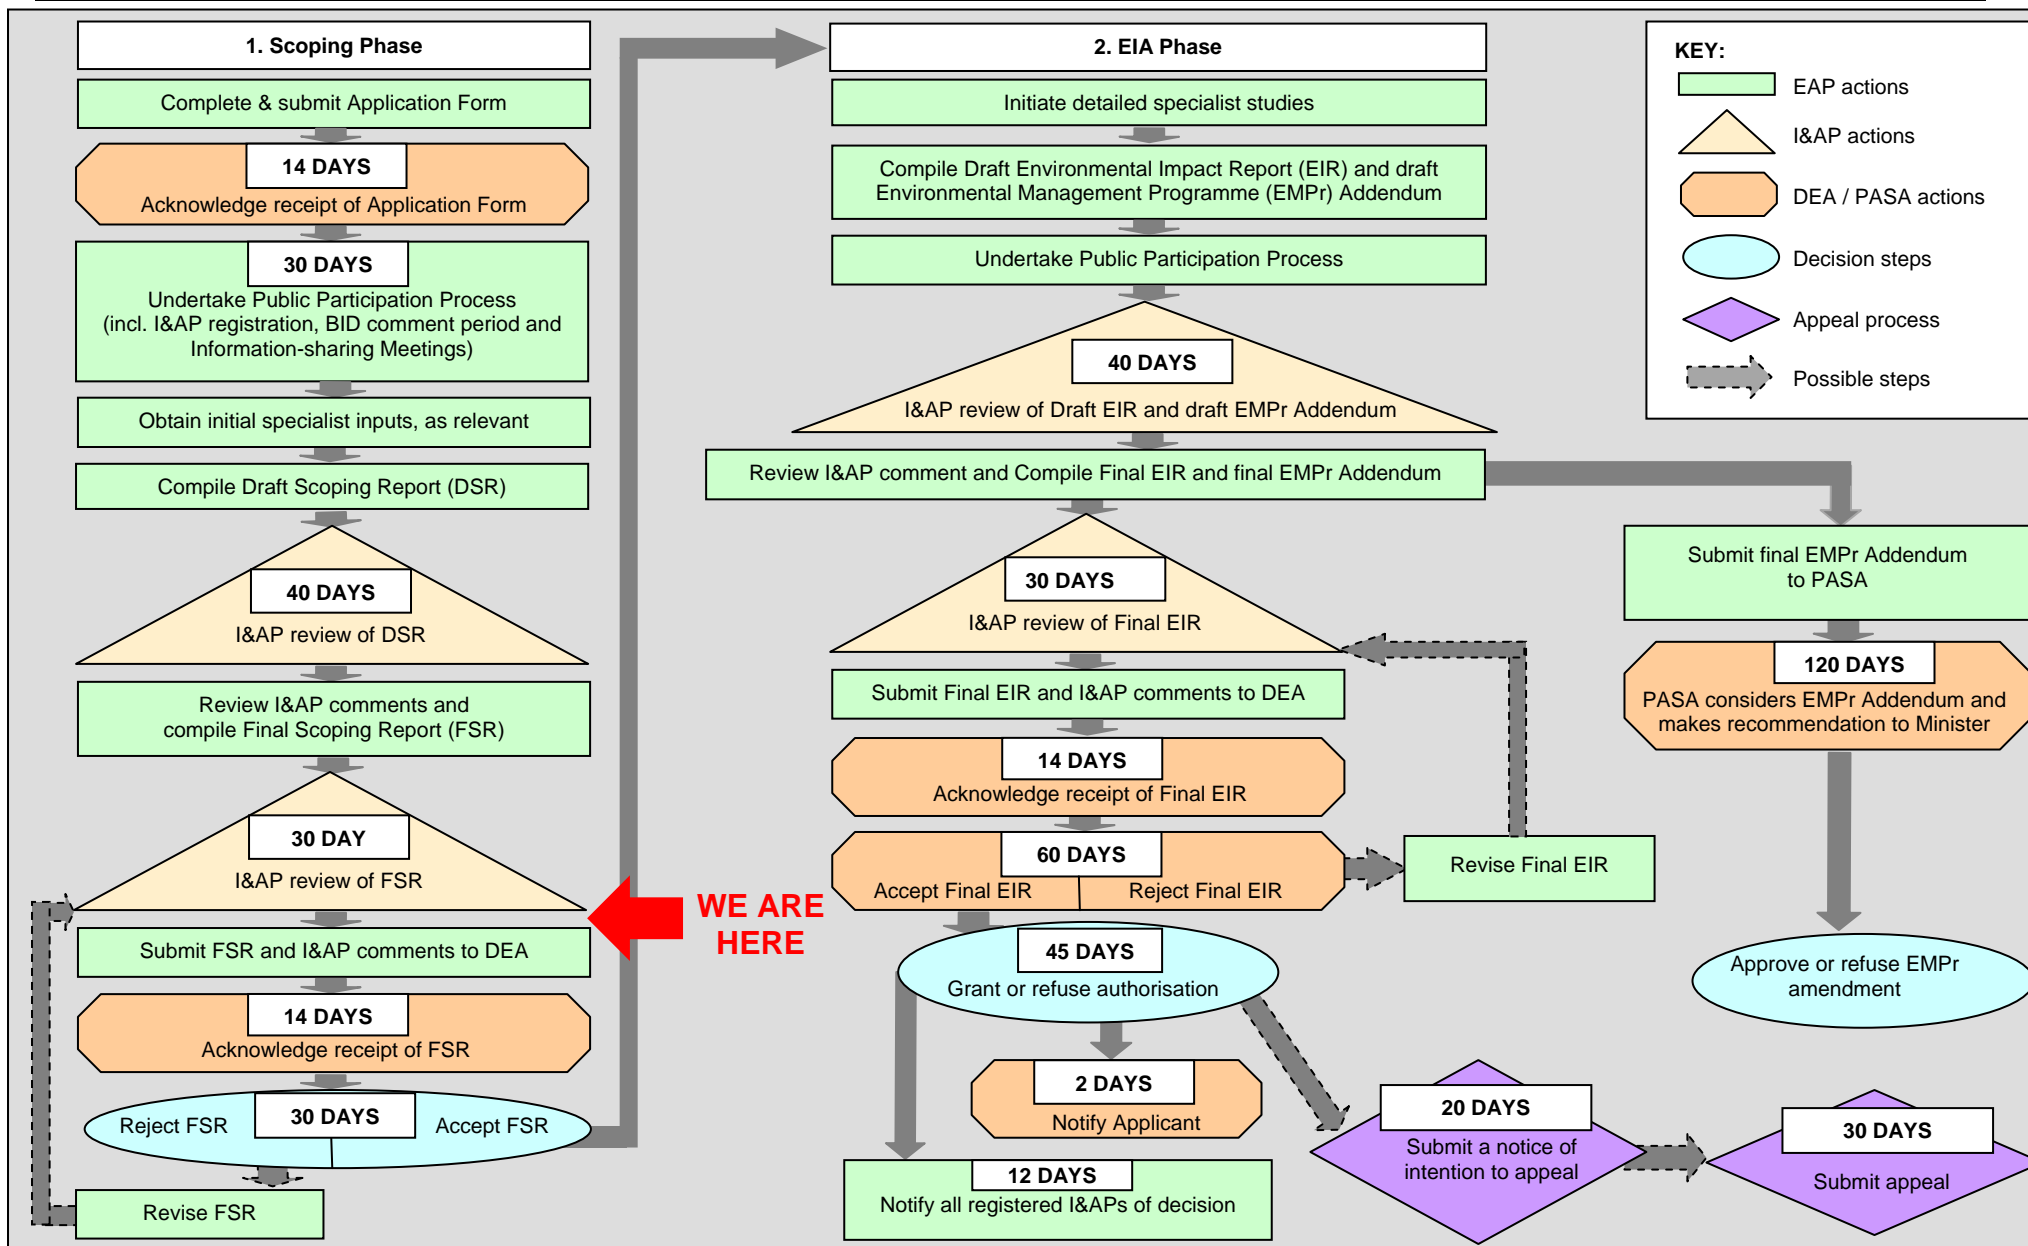 1. Scoping Phase
Complete & submit Application Form
14 DAYS
Acknowledge receipt of Application Form
30 DAYS
Undertake Public Participation Process
(incl. I&AP registration, BID comment period and
Information-sharing Meetings)
Obtain initial specialist inputs, as relevant
Compile Draft Scoping Report (DSR)
40 DAYS
I&AP review of DSR
Review I&AP comments and
compile Final Scoping Report (FSR)
30 DAY
I&AP review of FSR
WE ARE
HERE
Submit FSR and I&AP comments to DEA
14 DAYS
Acknowledge receipt of FSR
30 DAYS
Reject FSR
Accept FSR
Revise FSR
2. EIA Phase
Initiate detailed specialist studies
Compile Draft Environmental Impact Report (EIR) and draft
Environmental Management Programme (EMPr) Addendum
Undertake Public Participation Process
40 DAYS
I&AP review of Draft EIR and draft EMPr Addendum
Review I&AP comment and Compile Final EIR and final EMPr Addendum
30 DAYS
I&AP review of Final EIR
Submit Final EIR and I&AP comments to DEA
14 DAYS
Acknowledge receipt of Final EIR
60 DAYS
Accept Final EIR
Reject Final EIR
Revise Final EIR
45 DAYS
Grant or refuse authorisation
2 DAYS
Notify Applicant
12 DAYS
Notify all registered I&APs of decision
20 DAYS
Submit a notice of
intention to appeal
30 DAYS
Submit appeal
Submit final EMPr Addendum
to PASA
120 DAYS
PASA considers EMPr Addendum and
makes recommendation to Minister
Approve or refuse EMPr
amendment
KEY:
EAP actions
I&AP actions
DEA / PASA actions
Decision steps
Appeal process
Possible steps